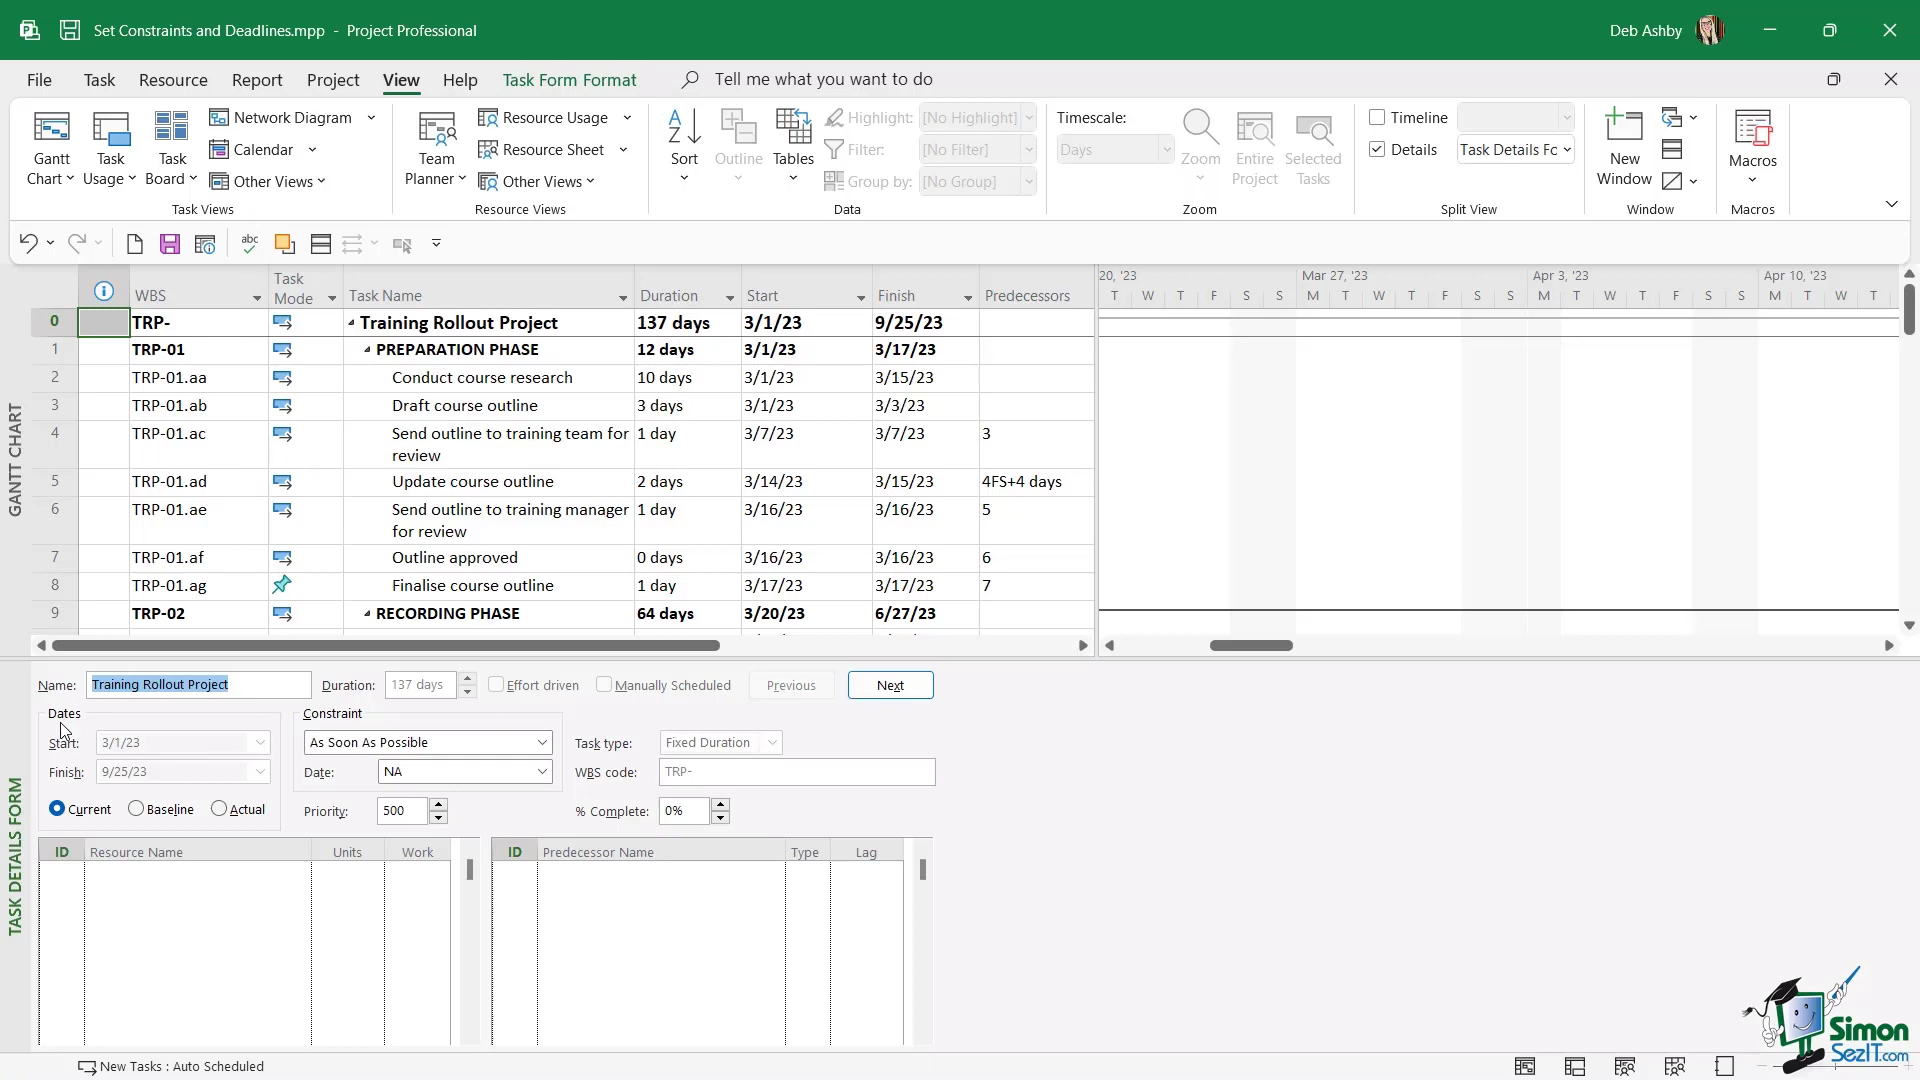 Set Constraints and Deadlines.mpp - Project Professional
Deb Ashby
File Task Resource Report Project View Help Task Form Format Tell me what you want to do
Gantt Chart
Task Usage
Task Board
Network Diagram
Calendar
Other Views
Task Views
Team Planner
Resource Usage
Resource Sheet
Other Views
Resource Views
Sort
Outline
Tables
Highlight: [No Highlight]
Filter: [No Filter]
Group by: [No Group]
Data
Timescale:
Days
Zoom
Entire Project
Selected Tasks
Zoom
Timeline
Details Task Details Fo
Split View
New Window
Window
Macros
Macros
abc
GANTT CHART
WBS Task Mode Task Name Duration Start Finish Predecessors
20, '23 Mar 27, '23 Apr 3, '23 Apr 10, '23
T W T F S S M T W T F S S M T W T F S S M T W T
0 TRP- Training Rollout Project 137 days 3/1/23 9/25/23
1 TRP-01 PREPARATION PHASE 12 days 3/1/23 3/17/23
2 TRP-01.aa Conduct course research 10 days 3/1/23 3/15/23
3 TRP-01.ab Draft course outline 3 days 3/1/23 3/3/23
4 TRP-01.ac Send outline to training team for review 1 day 3/7/23 3/7/23 3
5 TRP-01.ad Update course outline 2 days 3/14/23 3/15/23 4FS+4 days
6 TRP-01.ae Send outline to training manager for review 1 day 3/16/23 3/16/23 5
7 TRP-01.af Outline approved 0 days 3/16/23 3/16/23 6
8 TRP-01.ag Finalise course outline 1 day 3/17/23 3/17/23 7
9 TRP-02 RECORDING PHASE 64 days 3/20/23 6/27/23
TASK DETAILS FORM
Name: Training Rollout Project Duration: 137 days Effort driven Manually Scheduled Previous Next
Dates
Start: 3/1/23
Finish: 9/25/23
Current Baseline Actual
Constraint
As Soon As Possible
Date: NA
Priority: 500
Task type: Fixed Duration
WBS code: TRP-
% Complete: 0%
ID Resource Name Units Work
ID Predecessor Name Type Lag
New Tasks : Auto Scheduled
Simon
SezIT.com